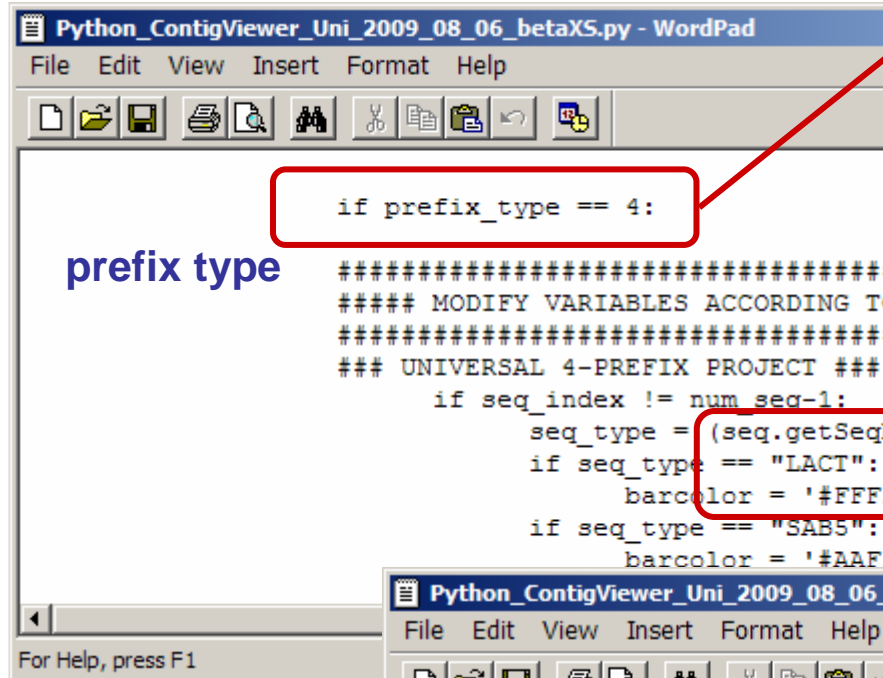 Python_ContigViewer_Uni_2009_08_06_betaXS.py - WordPad
File Edit View Insert Format Help
if prefix_type == 4:
prefix type
##################################
##### MODIFY VARIABLES ACCORDING TO
##################################
### UNIVERSAL 4-PREFIX PROJECT ###
if seq_index != num_seq-1:
seq_type = (seq.getSeq
if seq_type == "LACT":
barcolor = '#FFF
if seq_type == "SAB5":
barcolor = '#AAF
Python_ContigViewer_Uni_2009_08_06_
File Edit View Insert Format Help
For Help, press F1